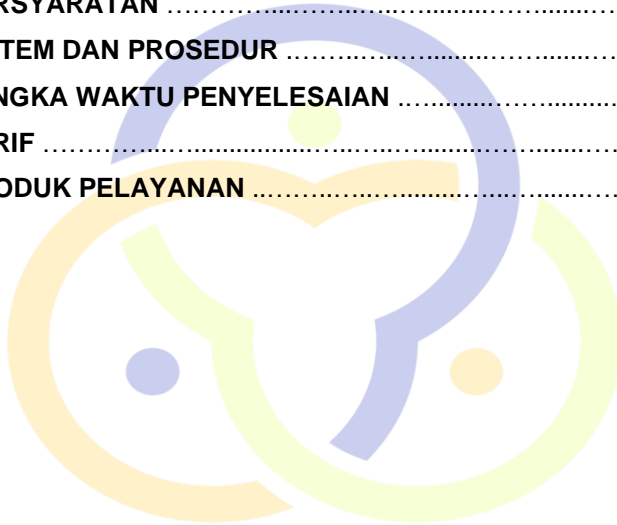 RSYARATAN …………....……..…..........……......…
TEM DAN PROSEDUR ……..…..…..........……......…
NGKA WAKTU PENYELESAIAN ….......……..........
RIF …………..…..................…..…..........……......…
ODUK PELAYANAN ...……..…..…..........…..…......…